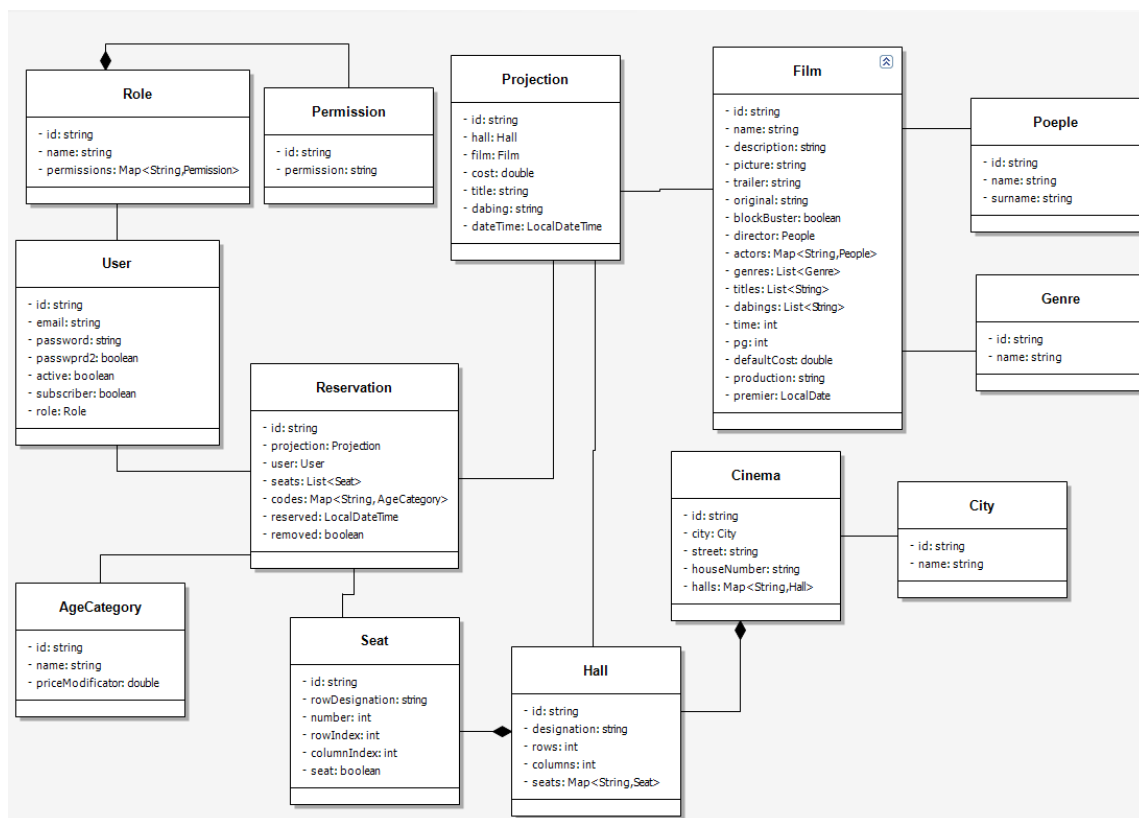 Role
- id: string
- name: string
- permissions: Map<String,Permission>
Permission
- id: string
- permission: string
Projection
- id: string
- hall: Hall
- film: Film
- cost: double
- title: string
- dabing: string
- dateTime: LocalDateTime
Film
- id: string
- name: string
- description: string
- picture: string
- trailer: string
- original: string
- blockBuster: boolean
- director: People
- actors: Map<String,People>
- genres: List<Genre>
- titles: List<String>
- dabings: List<String>
- time: int
- pg: int
- defaultCost: double
- production: string
- premier: LocalDate
Poeple
- id: string
- name: string
- surname: string
User
- id: string
- email: string
- password: string
- passwprd2: boolean
- active: boolean
- subscriber: boolean
- role: Role
Genre
- id: string
- name: string
Reservation
- id: string
- projection: Projection
- user: User
- seats: List<Seat>
- codes: Map<String, AgeCategory>
- reserved: LocalDateTime
- removed: boolean
Cinema
- id: string
- city: City
- street: string
- houseNumber: string
- halls: Map<String,Hall>
City
- id: string
- name: string
AgeCategory
- id: string
- name: string
- priceModificator: double
Seat
- id: string
- rowDesignation: string
- number: int
- rowIndex: int
- columnIndex: int
- seat: boolean
Hall
- id: string
- designation: string
- rows: int
- columns: int
- seats: Map<String,Seat>